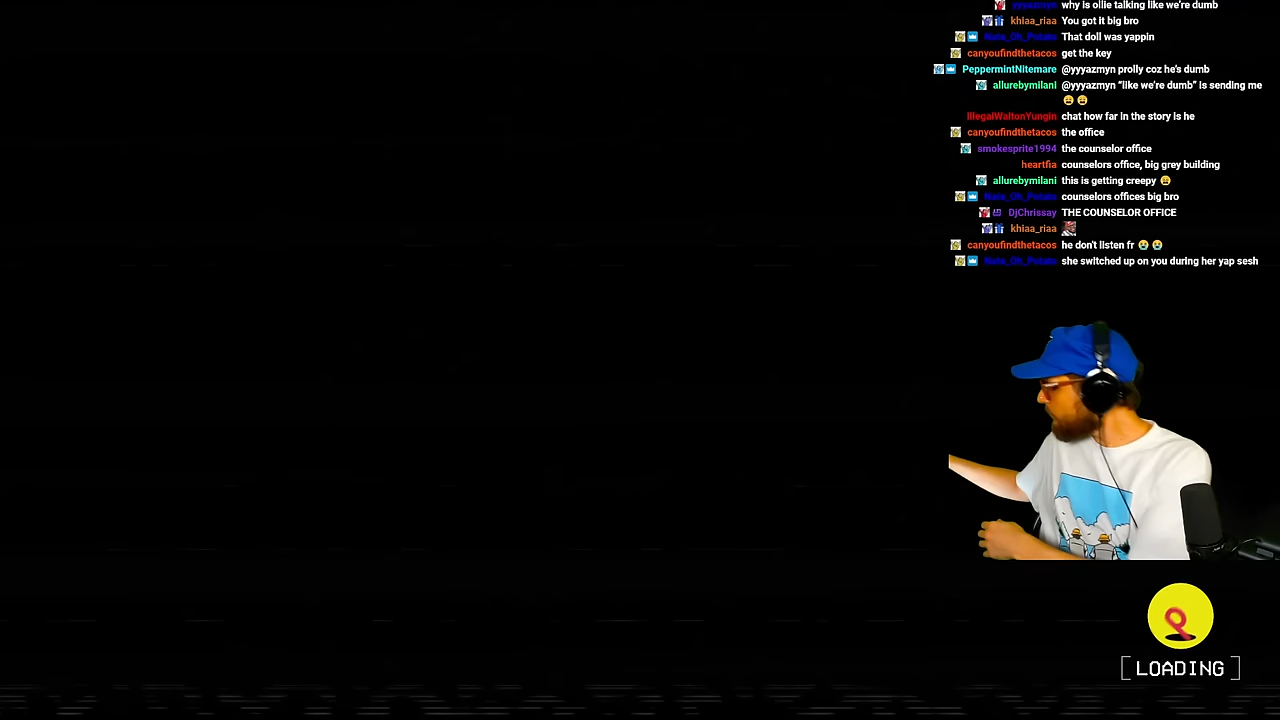 yyyazmyn why is ollie talking like we're dumb
khiaa_riaa You got it big bro
Nate_Oh_Potato That doll was yappin
canyoufindthetacos get the key
PeppermintNitemare @yyyazmyn prolly coz he's dumb
allurebymilani @yyyazmyn “like we're dumb” is sending me
😩 😩
IllegalWaltonYungin chat how far in the story is he
canyoufindthetacos the office
smokesprite1994 the counselor office
heartfia counselors office, big grey building
allurebymilani this is getting creepy 😩
Nate_Oh_Potato counselors offices big bro
DjChrissay THE COUNSELOR OFFICE
khiaa_riaa
canyoufindthetacos he don't listen fr 😭 😭
Nate_Oh_Potato she switched up on you during her yap sesh
[ LOADING ]